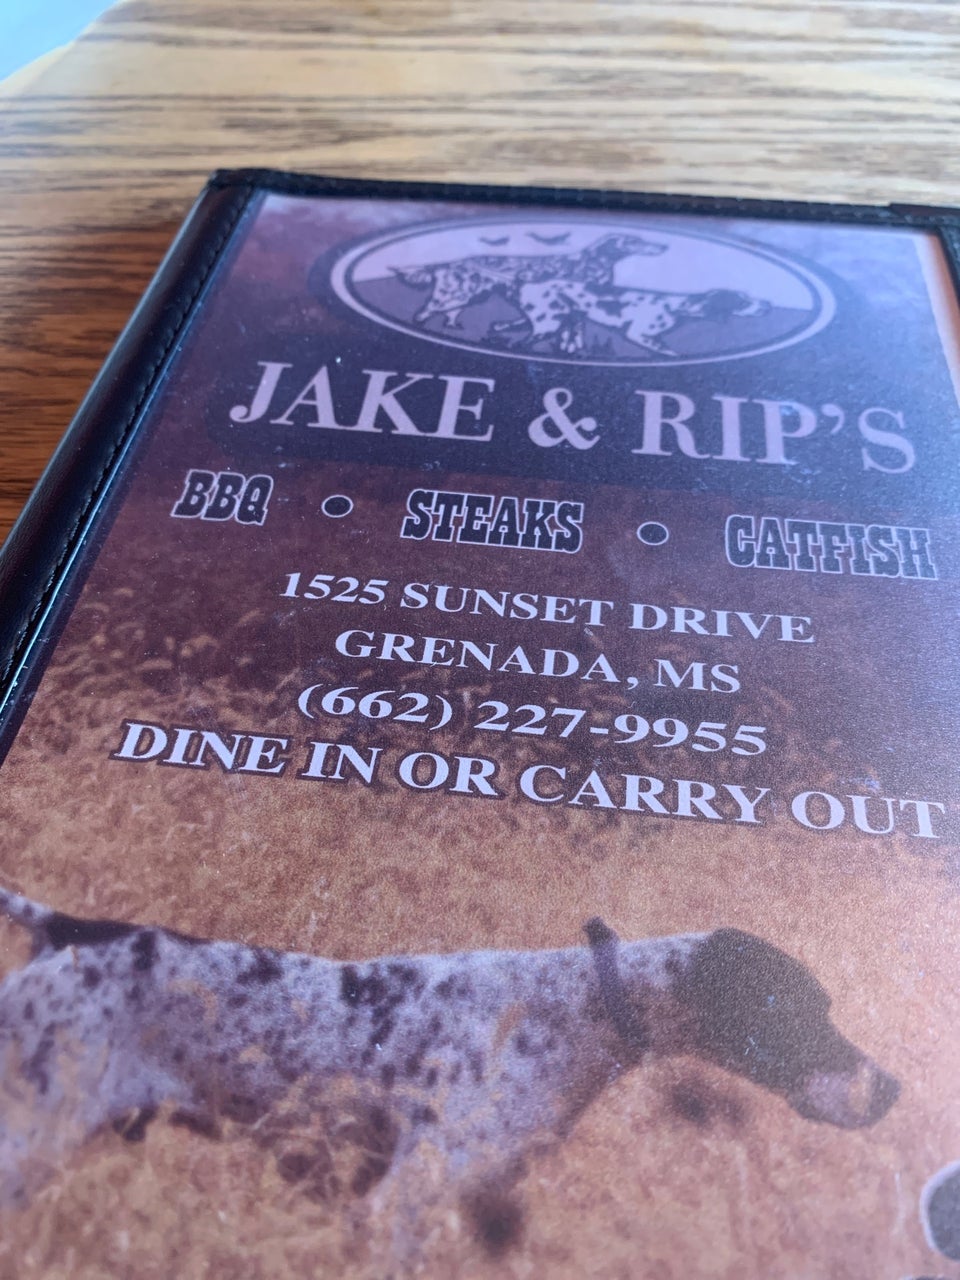 JAKE & RIP'S
BBQ • STEAKS • CATFISH
1525 SUNSET DRIVE
GRENADA, MS
(662) 227-9955
DINE IN OR CARRY OUT